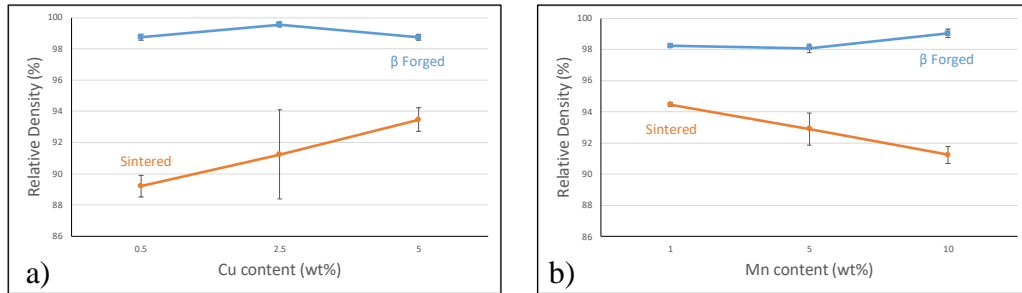 100
98
96
94
92
90
88
86
Relative Density (%)
β Forged
Sintered
0.5
2.5
5
Cu content (wt%)
a)
100
98
96
94
92
90
88
86
Relative Density (%)
β Forged
Sintered
1
5
10
Mn content (wt%)
b)